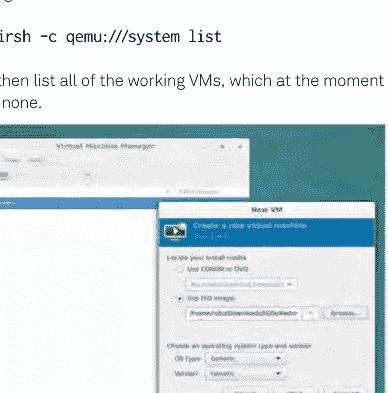 irsh -c qemu:///system list
then list all of the working VMs, which at the moment
none.
Virtual Machine Manager
New VM
Create a new virtual machine
Locate your install media
Use CDROM or DVD
Use ISO image:
Browse...
Choose an operating system type and version
OS type: Generic
Version: Generic